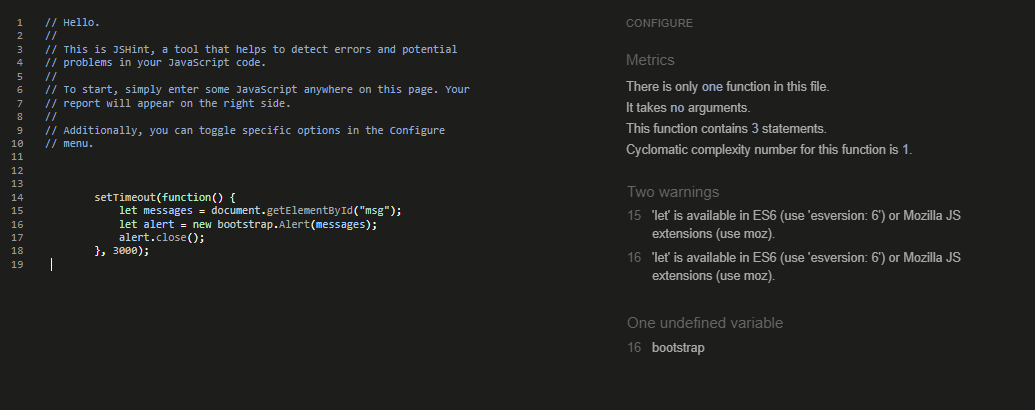 1 // Hello.
2 //
3 // This is JSHint, a tool that helps to detect errors and potential
4 // problems in your JavaScript code.
5 //
6 // To start, simply enter some JavaScript anywhere on this page. Your
7 // report will appear on the right side.
8 //
9 // Additionally, you can toggle specific options in the Configure
10 // menu.
11
12
13
14 setTimeout(function() {
15 let messages = document.getElementById("msg");
16 let alert = new bootstrap.Alert(messages);
17 alert.close();
18 }, 3000);
19
CONFIGURE
Metrics
There is only one function in this file.
It takes no arguments.
This function contains 3 statements.
Cyclomatic complexity number for this function is 1.
Two warnings
15 'let' is available in ES6 (use 'esversion: 6') or Mozilla JS
extensions (use moz).
16 'let' is available in ES6 (use 'esversion: 6') or Mozilla JS
extensions (use moz).
One undefined variable
16 bootstrap